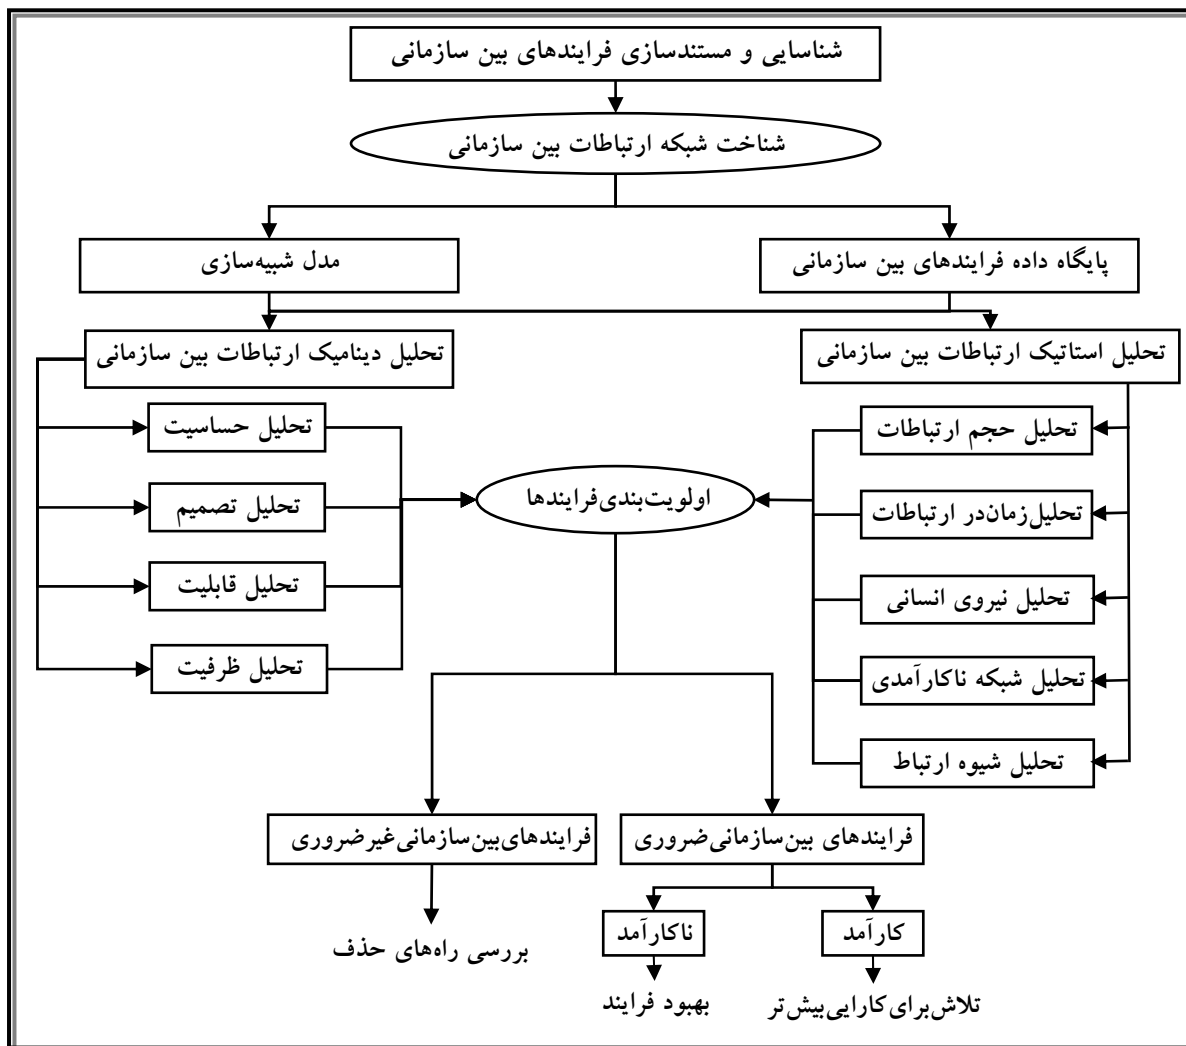 شناسایی و مستندسازی فرایندهای بین سازمانی
شناخت شبکه ارتباطات بین سازمانی
پایگاه داده فرایندهای بین سازمانی
مدل شبیه‌سازی
تحلیل استاتیک ارتباطات بین سازمانی
تحلیل دینامیک ارتباطات بین سازمانی
تحلیل حجم ارتباطات
تحلیل‌زمان‌در ارتباطات
تحلیل نیروی انسانی
تحلیل شبکه ناکارآمدی
تحلیل شیوه ارتباط
اولویت‌بندی‌فرایندها
تحلیل حساسیت
تحلیل تصمیم
تحلیل قابلیت
تحلیل ظرفیت
فرایندهای بین‌سازمانی‌ضروری
فرایندهای‌بین‌سازمانی‌غیرضروری
کارآمد
ناکارآمد
بررسی راه‌های حذف
تلاش‌برای‌کارایی‌بیش‌تر
بهبود فرایند